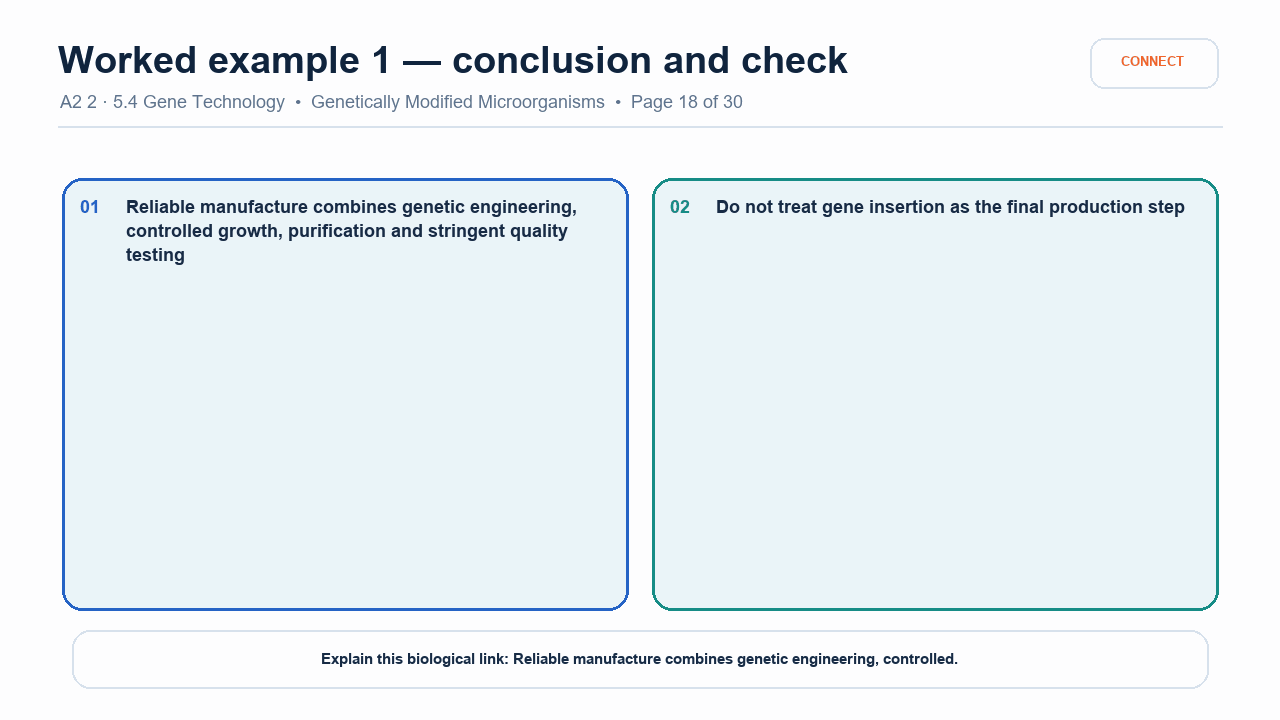 Worked example 1 — conclusion and check
CONNECT
A2 2 · 5.4 Gene Technology • Genetically Modified Microorganisms • Page 18 of 30
01 Reliable manufacture combines genetic engineering,
controlled growth, purification and stringent quality
testing
02 Do not treat gene insertion as the final production step
Explain this biological link: Reliable manufacture combines genetic engineering, controlled.